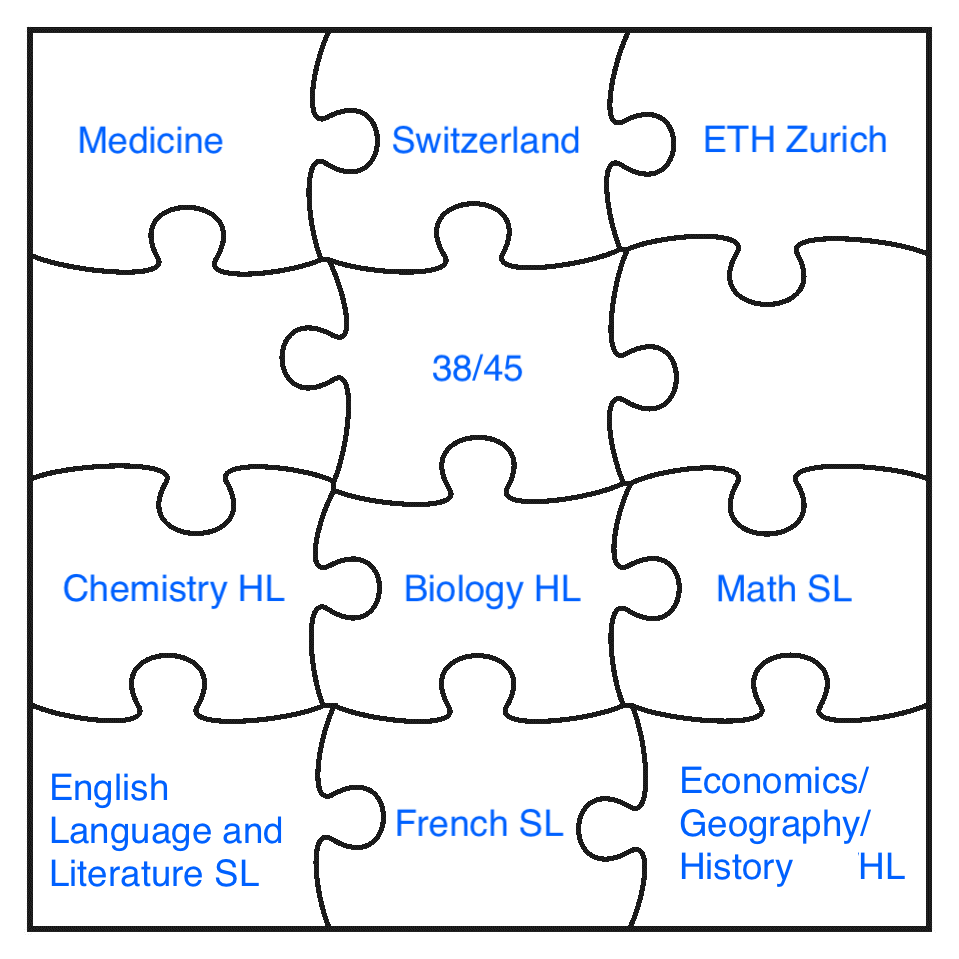 Medicine
Switzerland
ETH Zurich
38/45
Chemistry HL
Biology HL
Math SL
English
Language and
Literature SL
French SL
Economics/
Geography/
History HL